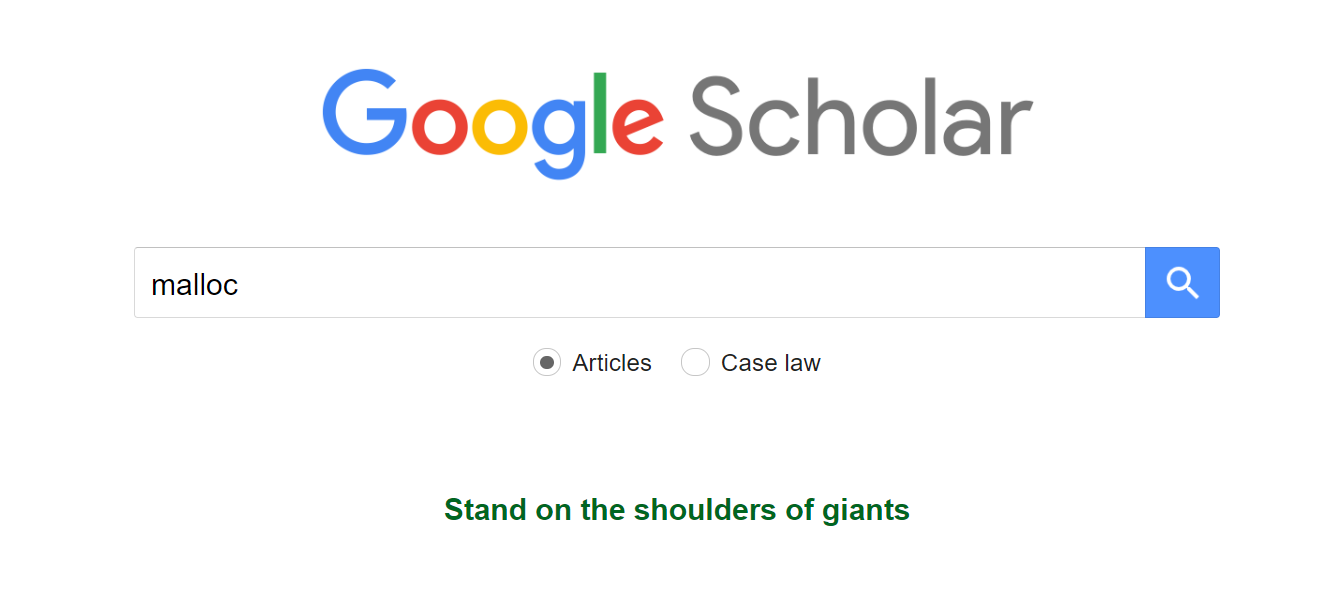 Google Scholar
malloc
Articles Case law
Stand on the shoulders of giants